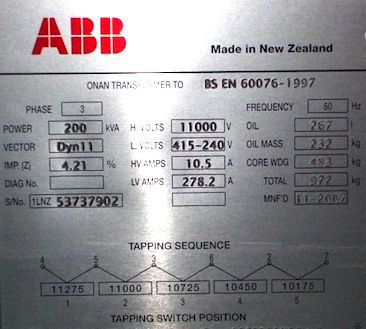 ABB
Made in New Zealand
ONAN TRANSFORMER TO BS EN 60076-1997
PHASE 3 FREQUENCY 50 Hz
POWER 200 kVA H. VOLTS 11000 V OIL 267 l
VECTOR Dyn11 L. VOLTS 415-240 V OIL MASS 232 kg
IMP. (Z) 4.21 % HV AMPS 10.5 A CORE WDG 483 kg
DIAG No. LV AMPS 278.2 A TOTAL 972 kg
S/No. 1LNZ 53737902 MNF'D 11-2007
TAPPING SEQUENCE
4 5 3 6 2 7
11275 11000 10725 10450 10175
1 2 3 4 5
TAPPING SWITCH POSITION